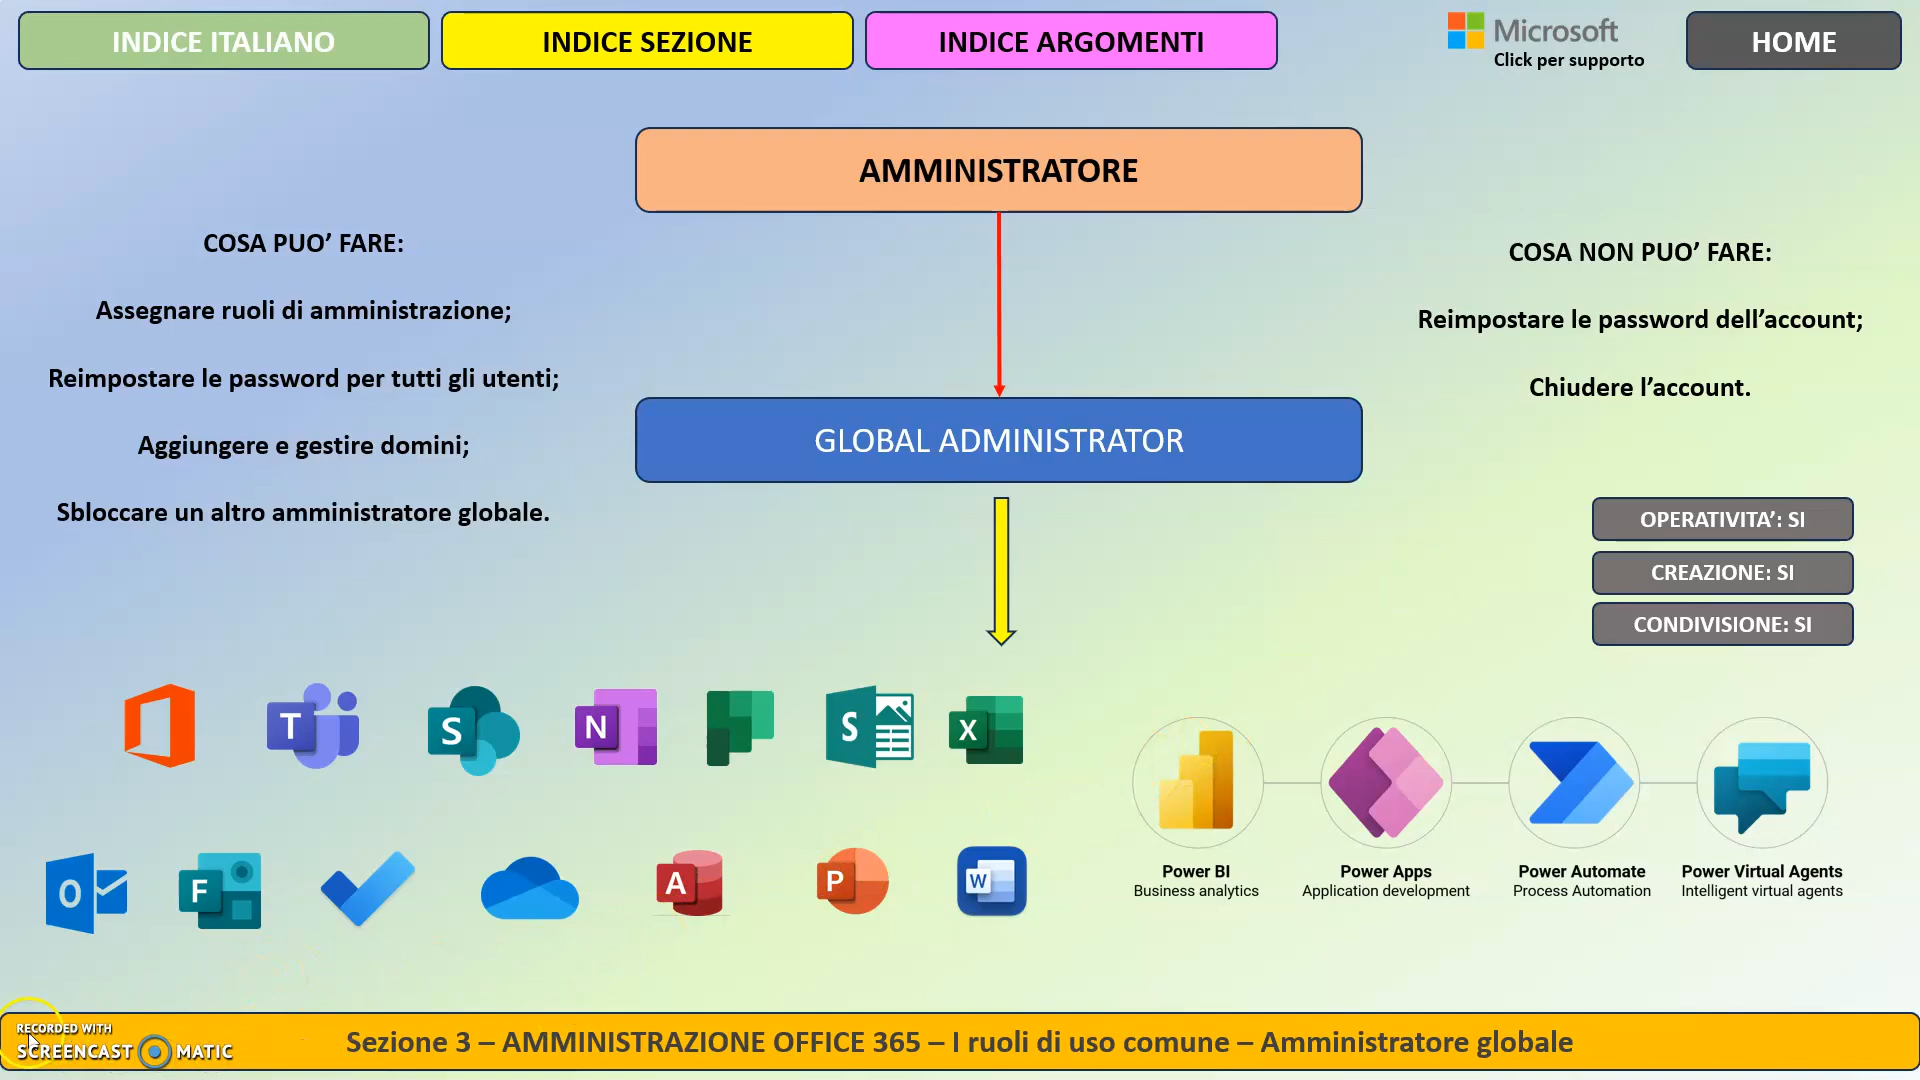 INDICE ITALIANO
INDICE SEZIONE
INDICE ARGOMENTI
Microsoft
Click per supporto
HOME
AMMINISTRATORE
COSA PUO’ FARE:
Assegnare ruoli di amministrazione;
Reimpostare le password per tutti gli utenti;
Aggiungere e gestire domini;
Sbloccare un altro amministratore globale.
COSA NON PUO’ FARE:
Reimpostare le password dell’account;
Chiudere l’account.
GLOBAL ADMINISTRATOR
OPERATIVITA’: SI
CREAZIONE: SI
CONDIVISIONE: SI
T
S
N
S
X
O
F
A
P
W
Power BI
Business analytics
Power Apps
Application development
Power Automate
Process Automation
Power Virtual Agents
Intelligent virtual agents
RECORDED WITH
SCREENCAST MATIC
Sezione 3 – AMMINISTRAZIONE OFFICE 365 – I ruoli di uso comune – Amministratore globale